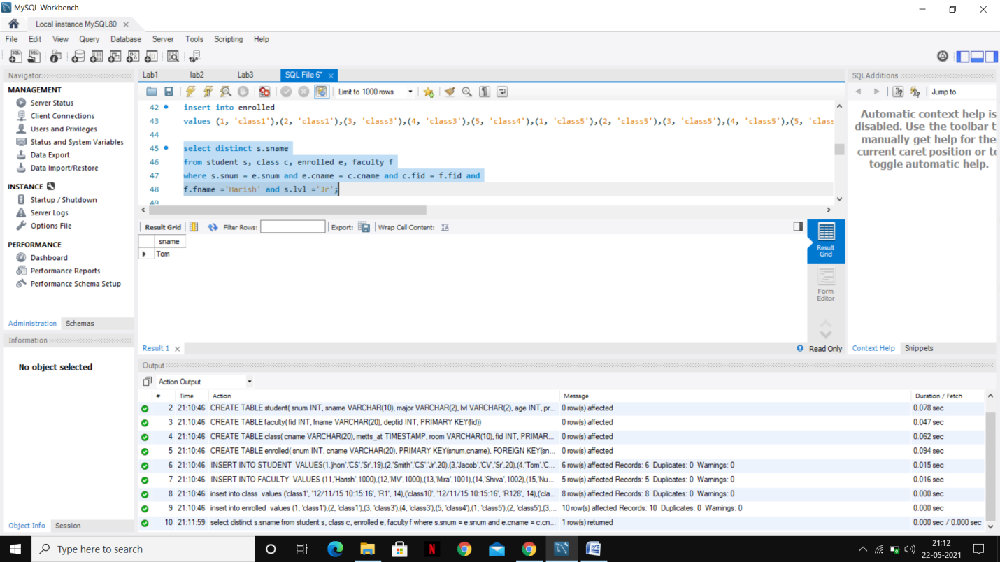 MySQL Workbench
Local instance MySQL80
File Edit View Query Database Server Tools Scripting Help
Navigator
MANAGEMENT
Server Status
Client Connections
Users and Privileges
Status and System Variables
Data Export
Data Import/Restore
INSTANCE
Startup / Shutdown
Server Logs
Options File
PERFORMANCE
Dashboard
Performance Reports
Performance Schema Setup
Administration Schemas
Information
No object selected
Object Info Session
Lab1 lab2 Lab3 SQL File 6*
Limit to 1000 rows
42 insert into enrolled
43 values (1, 'class1'),(2, 'class1'),(3, 'class3'),(4, 'class3'),(5, 'class4'),(1, 'class5'),(2, 'class5'),(3, 'class5'),(4, 'class5'),(5, 'class
44
45 select distinct s.sname
46 from student s, class c, enrolled e, faculty f
47 where s.snum = e.snum and e.cname = c.cname and c.fid = f.fid and
48 f.fname ='Harish' and s.lvl ='Jr';
49
Result Grid Filter Rows: Export: Wrap Cell Content: IA
sname
Tom
Result Grid
Form Editor
Result 1
Read Only
SQLAdditions
Jump to
Automatic context help is
disabled. Use the toolbar t
manually get help for the
current caret position or to
toggle automatic help.
Context Help Snippets
Output
Action Output
# Time Action Message Duration / Fetch
2 21:10:46 CREATE TABLE student( snum INT, sname VARCHAR(10), major VARCHAR(2), lvl VARCHAR(2), age INT, pr... 0 row(s) affected 0.078 sec
3 21:10:46 CREATE TABLE faculty( fid INT, fname VARCHAR(20), deptid INT, PRIMARY KEY(fid)) 0 row(s) affected 0.047 sec
4 21:10:46 CREATE TABLE class( cname VARCHAR(20), metts_at TIMESTAMP, room VARCHAR(10), fid INT, PRIMAR... 0 row(s) affected 0.062 sec
5 21:10:46 CREATE TABLE enrolled( snum INT, cname VARCHAR(20), PRIMARY KEY(snum,cname), FOREIGN KEY(sn... 0 row(s) affected 0.094 sec
6 21:10:46 INSERT INTO STUDENT VALUES(1,'jhon','CS','Sr',19),(2,'Smith','CS','Jr',20),(3,'Jacob','CV','Sr',20),(4,'Tom','C... 6 row(s) affected Records: 6 Duplicates: 0 Warnings: 0 0.015 sec
7 21:10:46 INSERT INTO FACULTY VALUES (11,'Harish',1000),(12,'MV',1000),(13,'Mira',1001),(14,'Shiva',1002),(15,'Nu... 5 row(s) affected Records: 5 Duplicates: 0 Warnings: 0 0.016 sec
8 21:10:46 insert into class values ('class1', '12/11/15 10:15:16', 'R1', 14),('class10', '12/11/15 10:15:16', 'R128', 14),('cla... 8 row(s) affected Records: 8 Duplicates: 0 Warnings: 0 0.000 sec
9 21:10:46 insert into enrolled values (1, 'class1'),(2, 'class1'),(3, 'class3'),(4, 'class3'),(5, 'class4'),(1, 'class5'),(2, 'class5'),(3,... 10 row(s) affected Records: 10 Duplicates: 0 Warnings: 0 0.000 sec
10 21:11:59 select distinct s.sname from student s, class c, enrolled e, faculty f where s.snum = e.snum and e.cname = c.cn... 1 row(s) returned 0.000 sec / 0.000 sec
Type here to search
21:12
22-05-2021